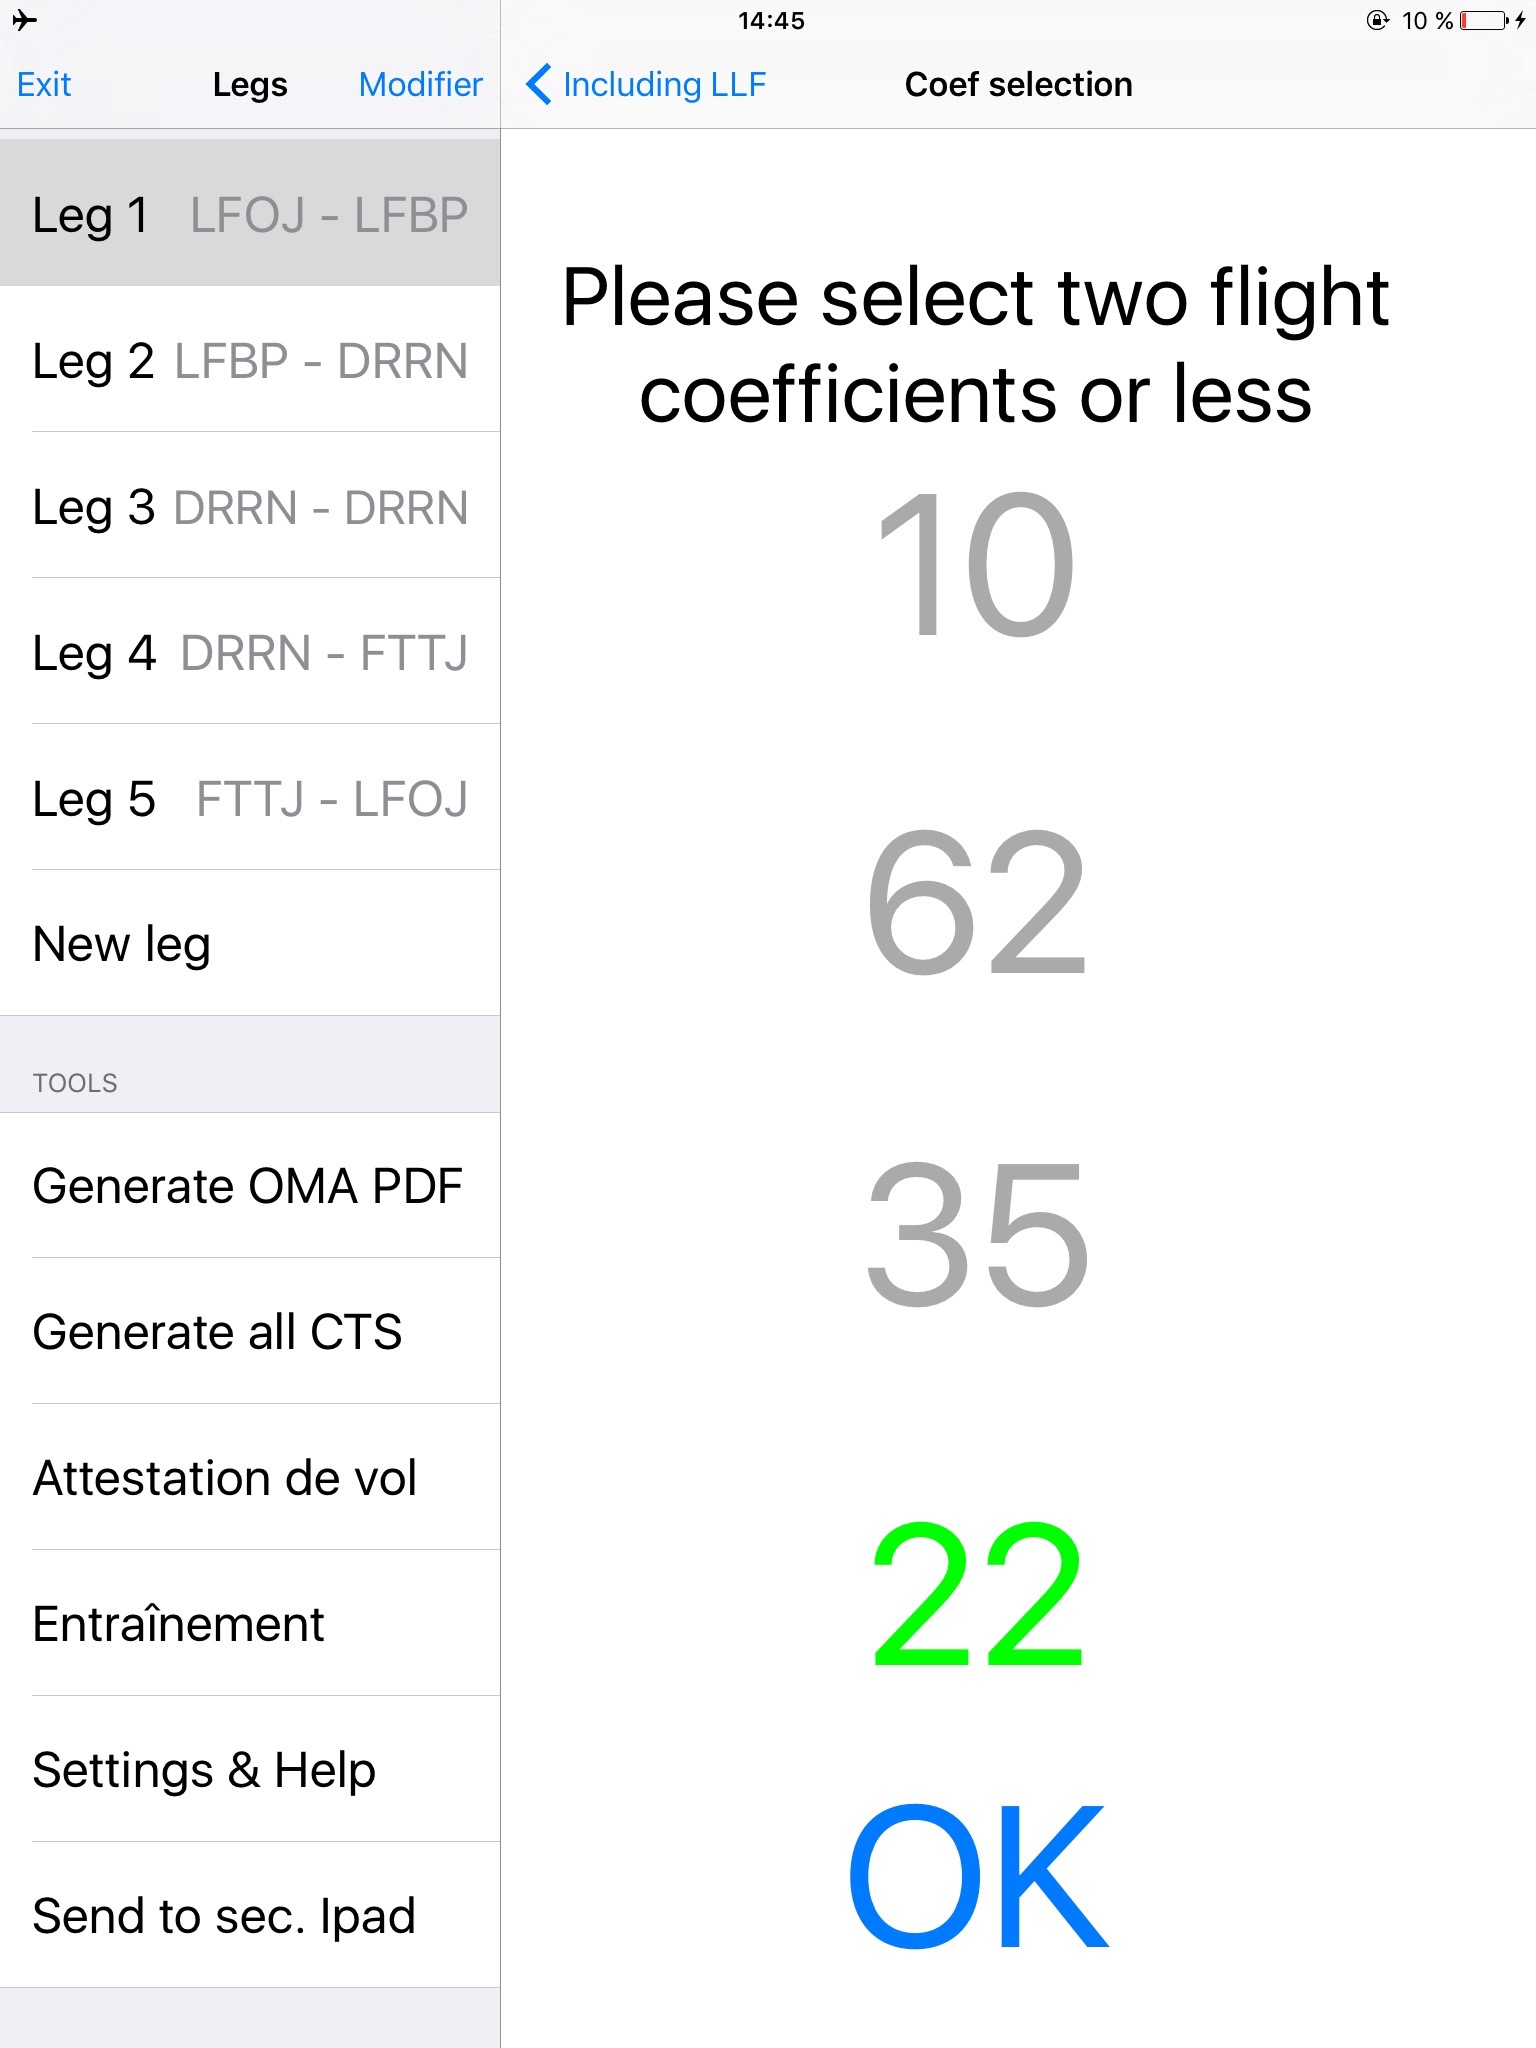 14:45
10 %
Exit
Legs
Modifier
Including LLF
Coef selection
Leg 1 LFOJ - LFBP
Leg 2 LFBP - DRRN
Leg 3 DRRN - DRRN
Leg 4 DRRN - FTTJ
Leg 5 FTTJ - LFOJ
New leg
TOOLS
Generate OMA PDF
Generate all CTS
Attestation de vol
Entraînement
Settings & Help
Send to sec. Ipad
Please select two flight
coefficients or less
10
62
35
22
OK